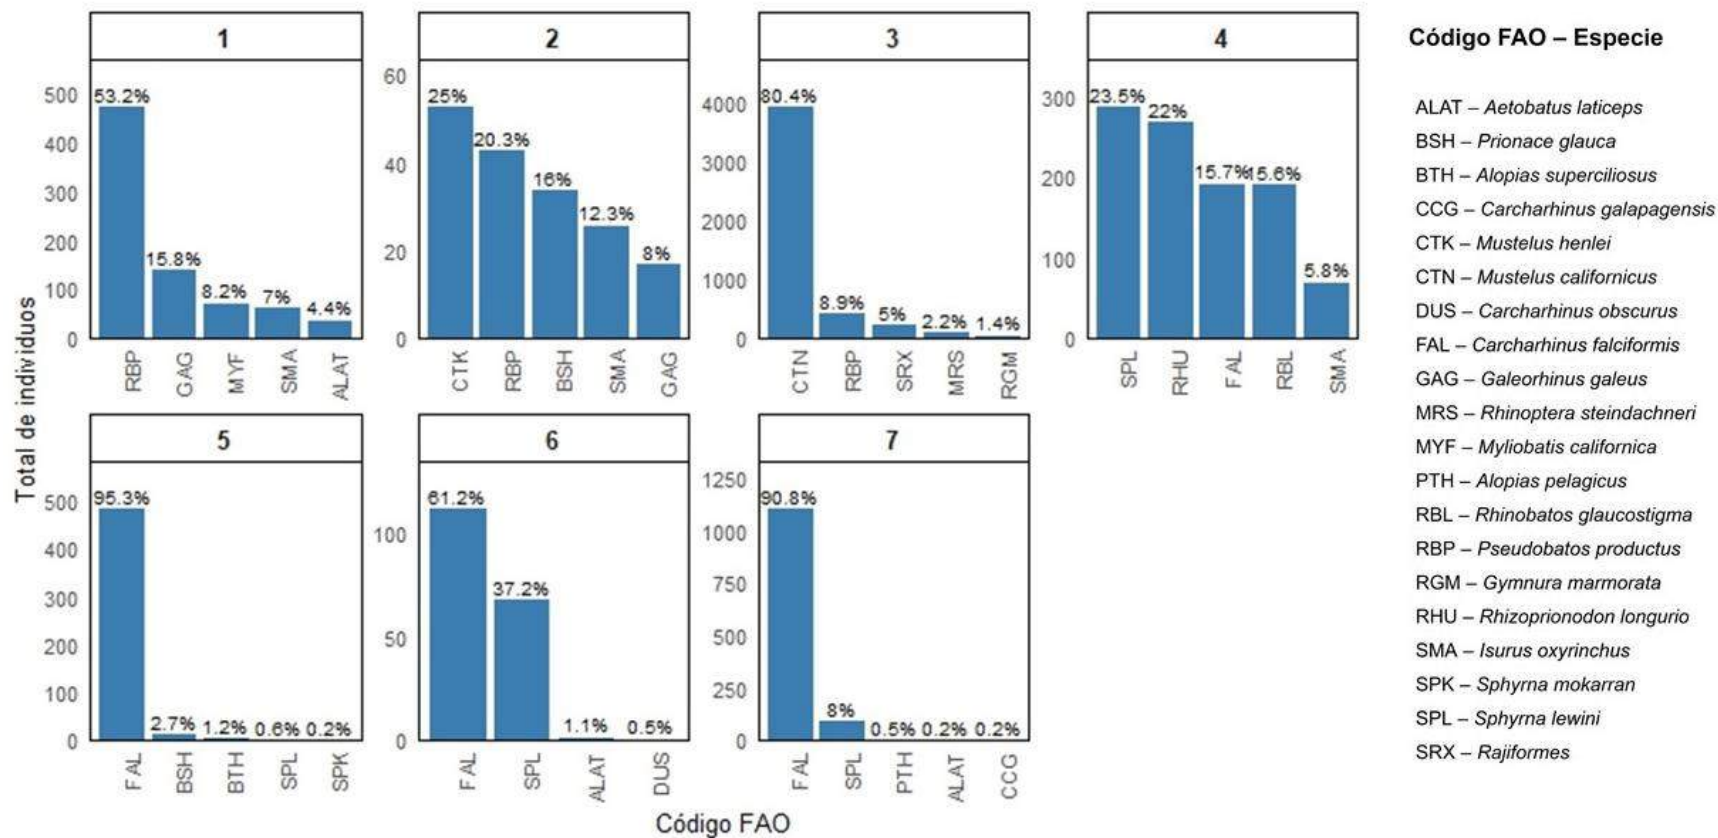 1
500
400
300
200
100
0
53.2%
15.8%
8.2%
7%
4.4%
RBP
GAG
MYF
SMA
ALAT
2
60
40
20
0
25%
20.3%
16%
12.3%
8%
CTK
RBP
BSH
SMA
GAG
3
4000
3000
2000
1000
0
80.4%
8.9%
5%
2.2%
1.4%
CTN
RBP
SRX
MRS
RGM
4
300
200
100
0
23.5%
22%
15.7%
15.6%
5.8%
SPL
RHU
FAL
RBL
SMA
Total de individuos
5
500
400
300
200
100
0
95.3%
2.7%
1.2%
0.6%
0.2%
FAL
BSH
BTH
SPL
SPK
6
100
50
0
61.2%
37.2%
1.1%
0.5%
FAL
SPL
ALAT
DUS
7
1250
1000
750
500
250
0
90.8%
8%
0.5%
0.2%
0.2%
FAL
SPL
PTH
ALAT
CCG
Código FAO
Código FAO – Especie
ALAT – Aetobatus laticeps
BSH – Prionace glauca
BTH – Alopias superciliosus
CCG – Carcharhinus galapagensis
CTK – Mustelus henlei
CTN – Mustelus californicus
DUS – Carcharhinus obscurus
FAL – Carcharhinus falciformis
GAG – Galeorhinus galeus
MRS – Rhinoptera steindachneri
MYF – Myliobatis californica
PTH – Alopias pelagicus
RBL – Rhinobatos glaucostigma
RBP – Pseudobatos productus
RGM – Gymnura marmorata
RHU – Rhizoprionodon longurio
SMA – Isurus oxyrinchus
SPK – Sphyrna mokarran
SPL – Sphyrna lewini
SRX – Rajiformes